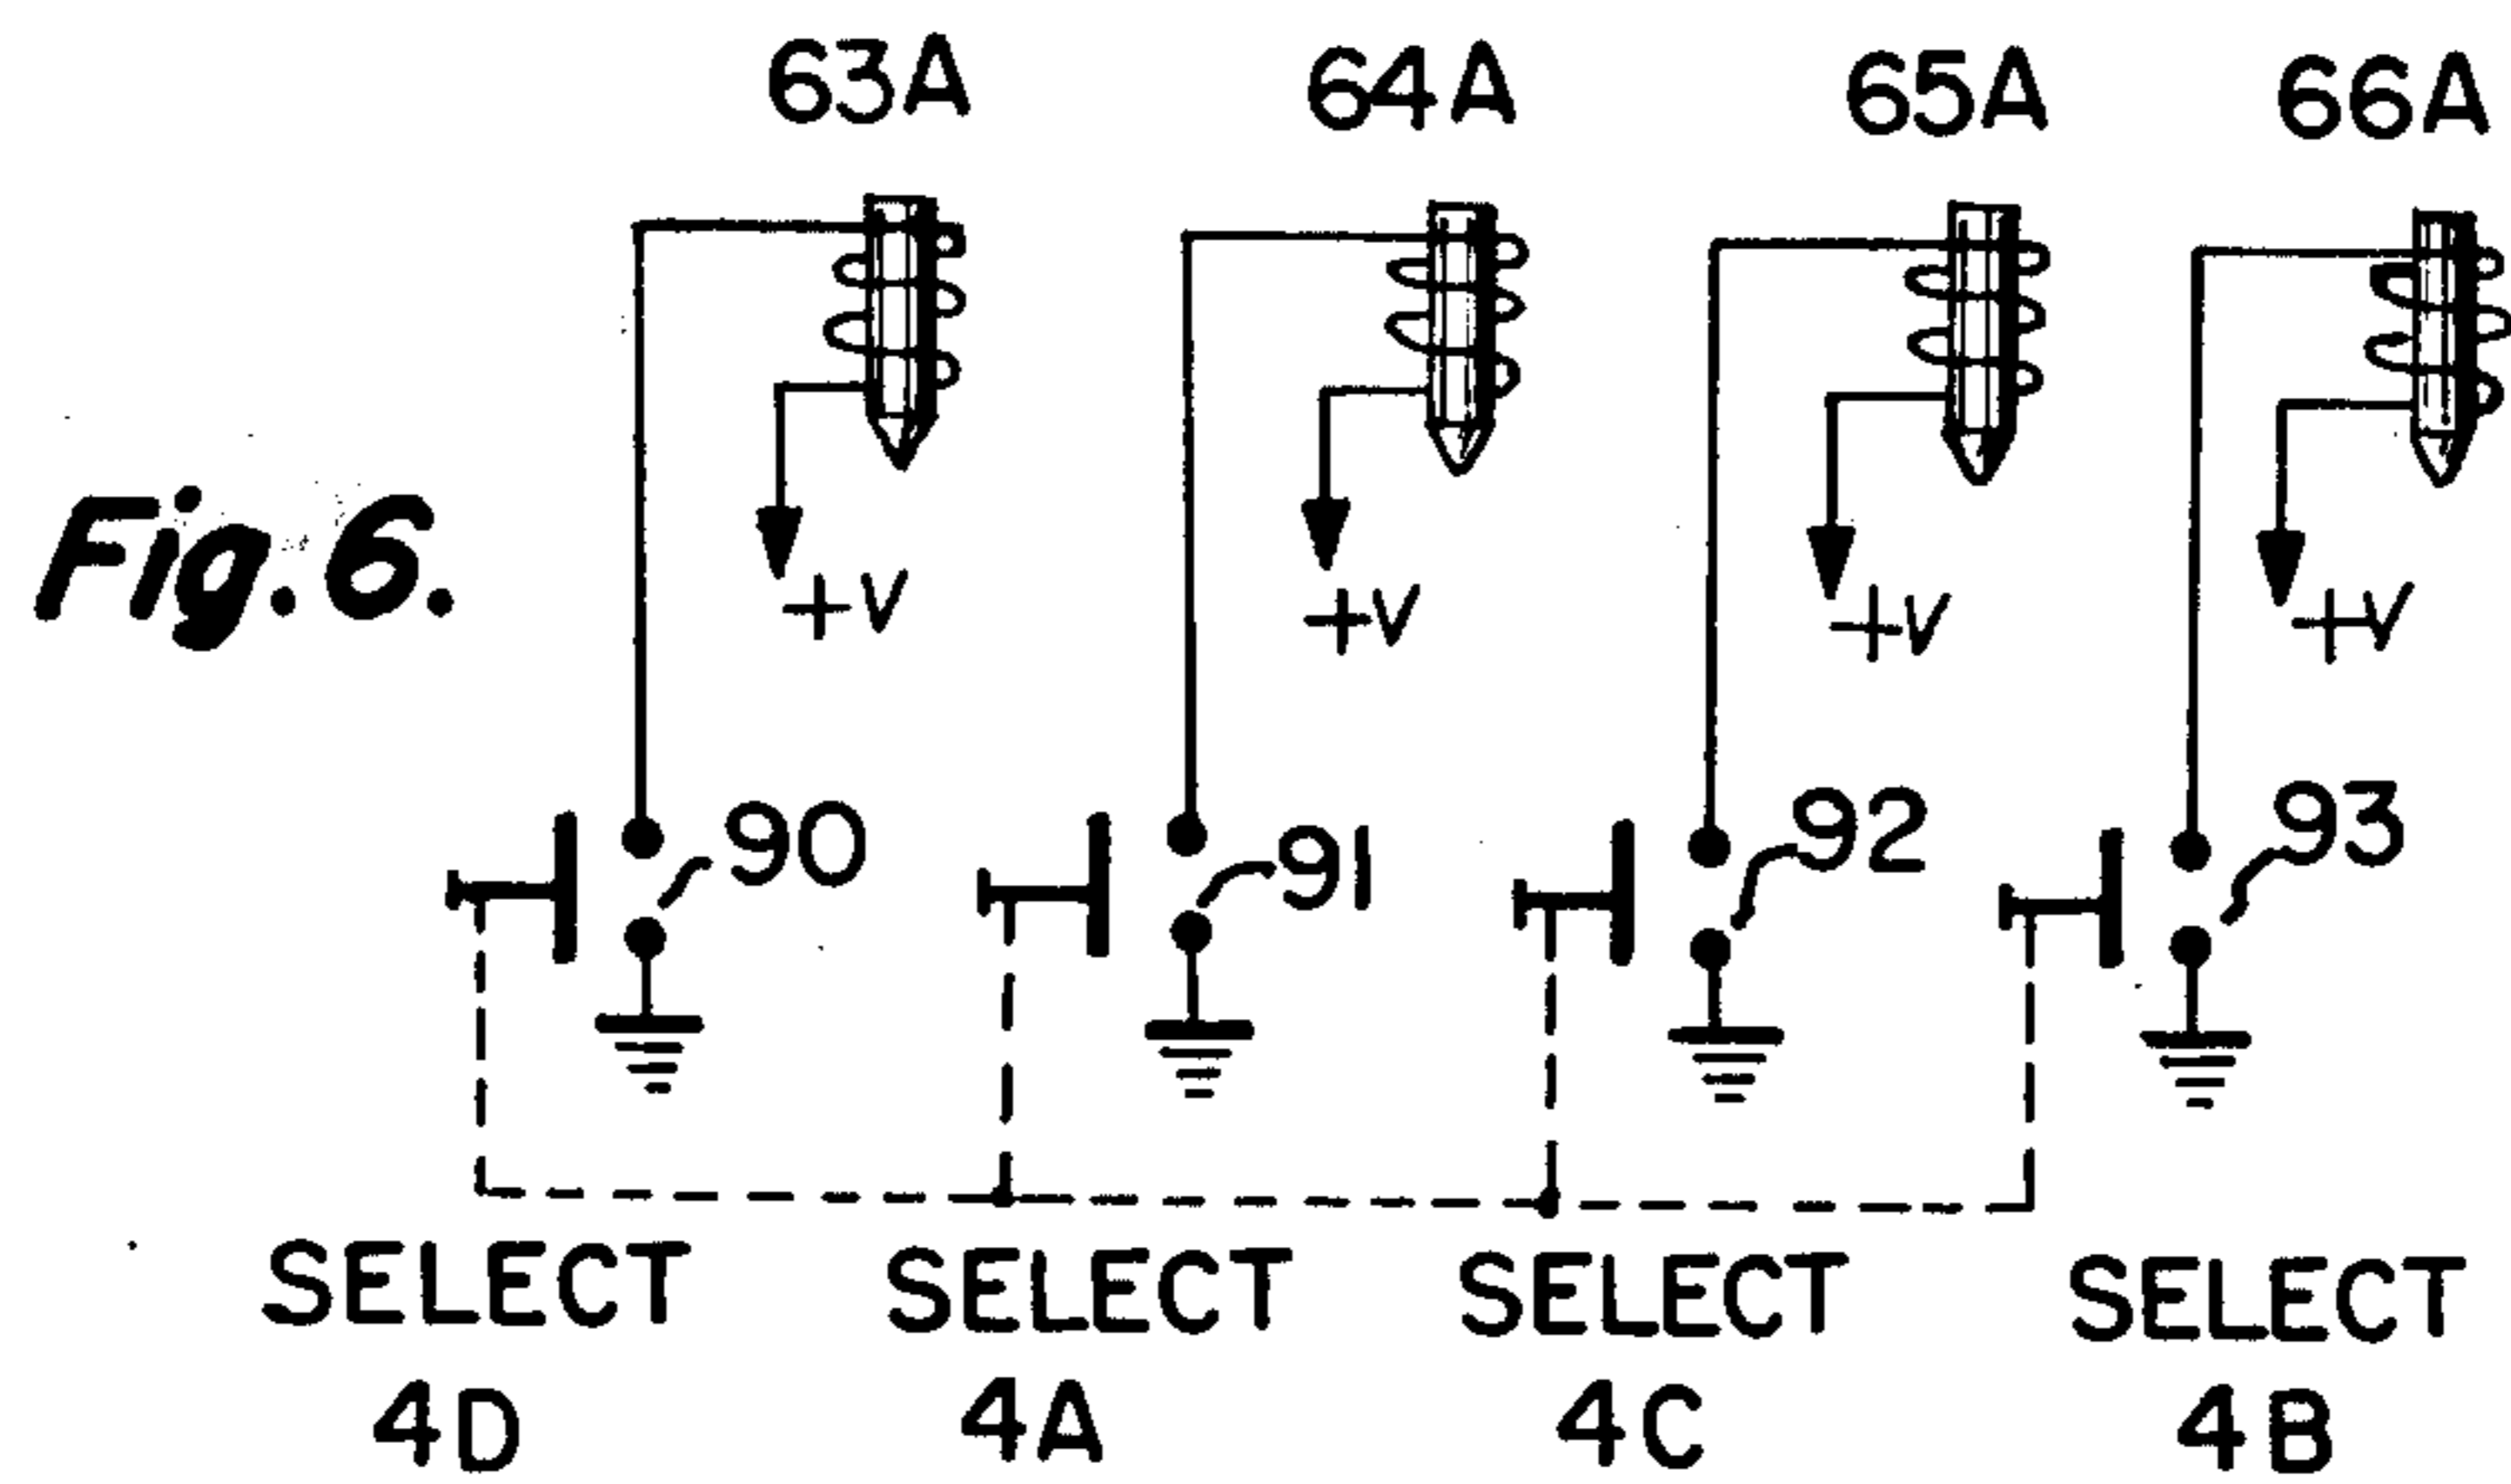 63A 64A 65A 66A
Fig. 6.
+V +V +V +V
90 91 92 93
SELECT SELECT SELECT SELECT
4D 4A 4C 4B